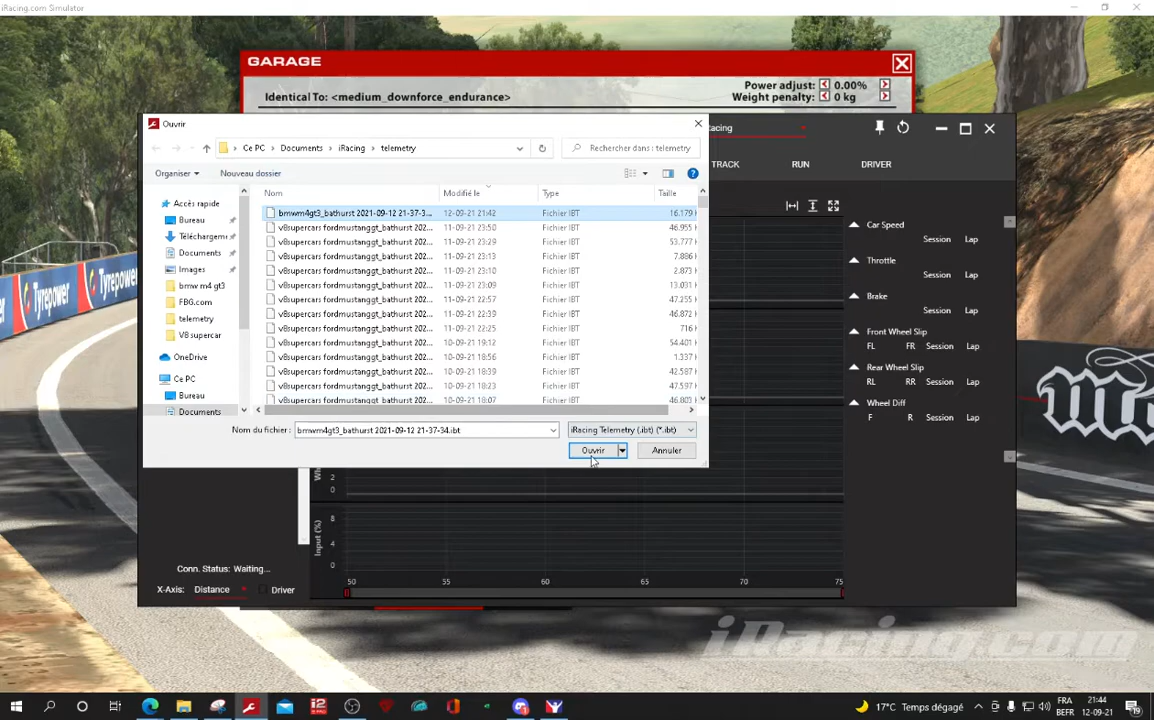 iRacing.com Simulator
GARAGE
Identical To: <medium_downforce_endurance>
Power adjust: 0.00%
Weight penalty: 0 kg
Ouvrir
Ce PC > Documents > iRacing > telemetry
Rechercher dans : telemetry
Organiser
Nouveau dossier
Accès rapide
Bureau
Téléchargeme
Documents
Images
bmw m4 gt3
FBG.com
telemetry
V8 supercar
OneDrive
Ce PC
Bureau
Documents
Nom Modifié le Type Taille
bmwm4gt3_bathurst 2021-09-12 21-37-3... 12-09-21 21:42 Fichier IBT 16.179 K
v8supercars fordmustanggt_bathurst 202... 11-09-21 23:50 Fichier IBT 46.955 K
v8supercars fordmustanggt_bathurst 202... 11-09-21 23:29 Fichier IBT 53.777 K
v8supercars fordmustanggt_bathurst 202... 11-09-21 23:13 Fichier IBT 7.886 K
v8supercars fordmustanggt_bathurst 202... 11-09-21 23:10 Fichier IBT 2.873 K
v8supercars fordmustanggt_bathurst 202... 11-09-21 23:09 Fichier IBT 13.031 K
v8supercars fordmustanggt_bathurst 202... 11-09-21 22:57 Fichier IBT 47.255 K
v8supercars fordmustanggt_bathurst 202... 11-09-21 22:39 Fichier IBT 46.872 K
v8supercars fordmustanggt_bathurst 202... 11-09-21 22:25 Fichier IBT 716 K
v8supercars fordmustanggt_bathurst 202... 10-09-21 19:12 Fichier IBT 54.401 K
v8supercars fordmustanggt_bathurst 202... 10-09-21 18:56 Fichier IBT 1.337 K
v8supercars fordmustanggt_bathurst 202... 10-09-21 18:39 Fichier IBT 42.587 K
v8supercars fordmustanggt_bathurst 202... 10-09-21 18:23 Fichier IBT 47.597 K
v8supercars fordmustanggt_bathurst 202... 10-09-21 18:07 Fichier IBT 46.803 K
Nom du fichier : bmwm4gt3_bathurst 2021-09-12 21-37-34.ibt
iRacing Telemetry (.ibt) (*.ibt)
Ouvrir
Annuler
acing
TRACK RUN DRIVER
Car Speed
Session Lap
Throttle
Session Lap
Brake
Session Lap
Front Wheel Slip
FL FR Session Lap
Rear Wheel Slip
RL RR Session Lap
Wheel Diff
F R Session Lap
2
0
Input (%)
8
4
0
50 55 60 65 70 75
Conn. Status: Waiting...
X-Axis: Distance
Driver
Tyrepower
Tyrepower
iRacing.com
17°C Temps dégagé
FRA
BEFR
21:44
12-09-21
19